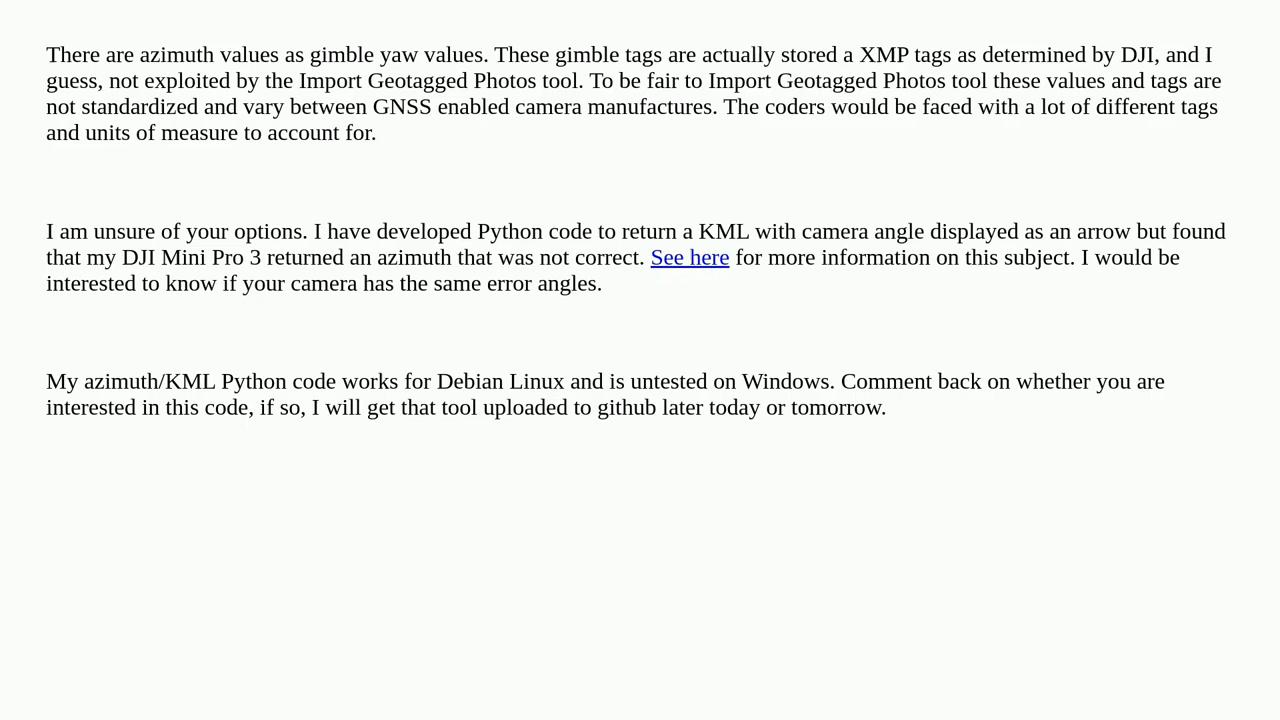 There are azimuth values as gimble yaw values. These gimble tags are actually stored a XMP tags as determined by DJI, and I
guess, not exploited by the Import Geotagged Photos tool. To be fair to Import Geotagged Photos tool these values and tags are
not standardized and vary between GNSS enabled camera manufactures. The coders would be faced with a lot of different tags
and units of measure to account for.
I am unsure of your options. I have developed Python code to return a KML with camera angle displayed as an arrow but found
that my DJI Mini Pro 3 returned an azimuth that was not correct. See here for more information on this subject. I would be
interested to know if your camera has the same error angles.
My azimuth/KML Python code works for Debian Linux and is untested on Windows. Comment back on whether you are
interested in this code, if so, I will get that tool uploaded to github later today or tomorrow.